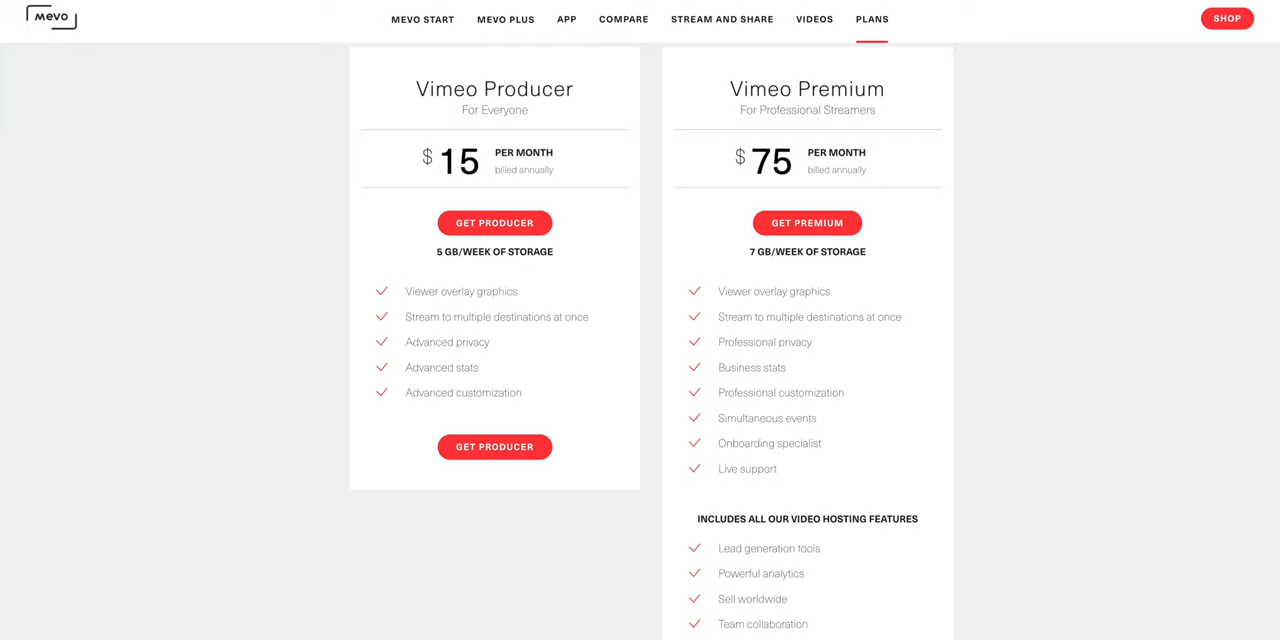 mevo
MEVO START MEVO PLUS APP COMPARE STREAM AND SHARE VIDEOS PLANS
SHOP
Vimeo Producer
For Everyone
$ 15 PER MONTH
billed annually
GET PRODUCER
5 GB/WEEK OF STORAGE
Viewer overlay graphics
Stream to multiple destinations at once
Advanced privacy
Advanced stats
Advanced customization
GET PRODUCER
Vimeo Premium
For Professional Streamers
$ 75 PER MONTH
billed annually
GET PREMIUM
7 GB/WEEK OF STORAGE
Viewer overlay graphics
Stream to multiple destinations at once
Professional privacy
Business stats
Professional customization
Simultaneous events
Onboarding specialist
Live support
INCLUDES ALL OUR VIDEO HOSTING FEATURES
Lead generation tools
Powerful analytics
Sell worldwide
Team collaboration